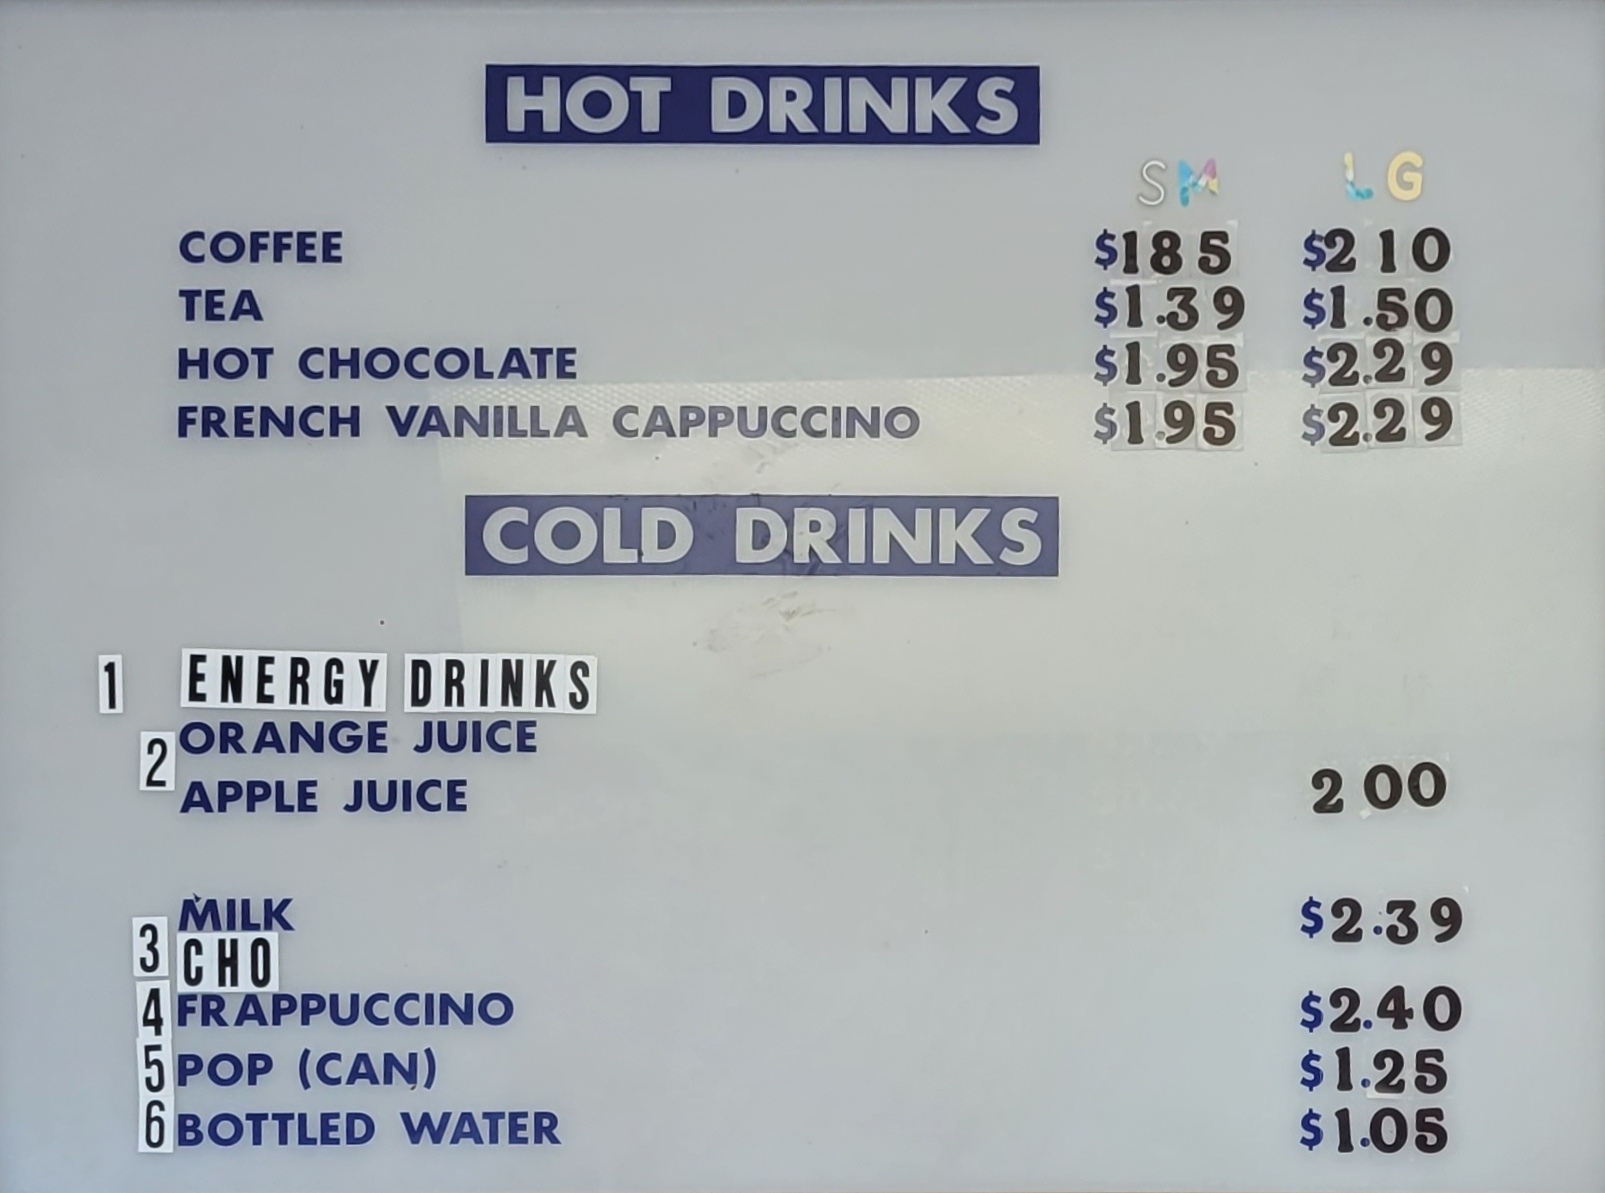 HOT DRINKS
SM LG
COFFEE $185 $210
TEA $1.39 $1.50
HOT CHOCOLATE $1.95 $2.29
FRENCH VANILLA CAPPUCCINO $1.95 $2.29
COLD DRINKS
1 ENERGY DRINKS
2 ORANGE JUICE
APPLE JUICE 2 00
MILK $2.39
3 CHO
4 FRAPPUCCINO $2.40
5 POP (CAN) $1.25
6 BOTTLED WATER $1.05